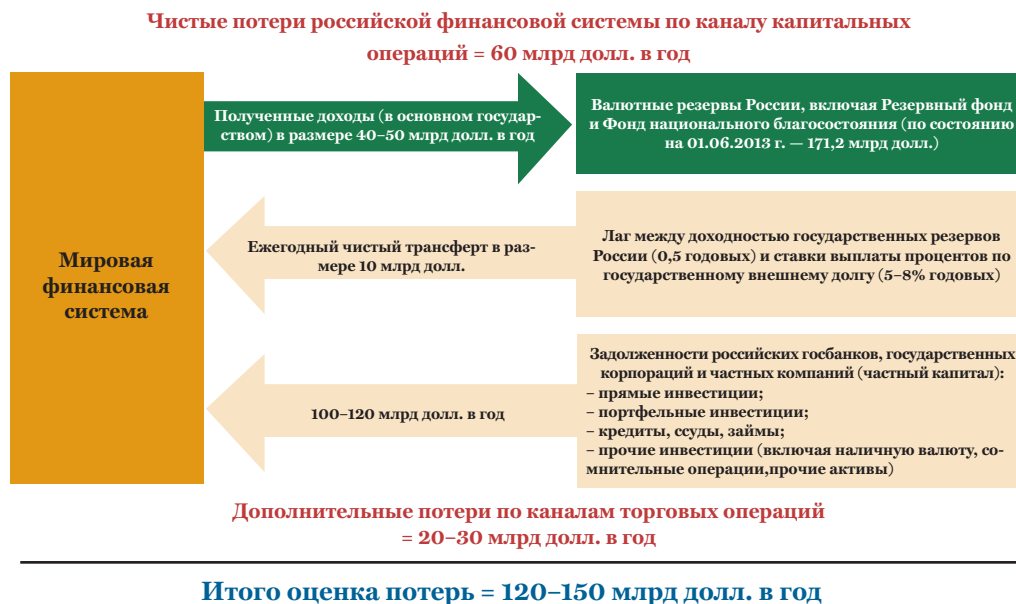 Чистые потери российской финансовой системы по каналу капитальных
операций = 60 млрд долл. в год
Мировая
финансовая
система
Полученные доходы (в основном государ-
ством) в размере 40–50 млрд долл. в год
Валютные резервы России, включая Резервный фонд
и Фонд национального благосостояния (по состоянию
на 01.06.2013 г. — 171,2 млрд долл.)
Ежегодный чистый трансферт в раз-
мере 10 млрд долл.
Лаг между доходностью государственных резервов
России (0,5 годовых) и ставки выплаты процентов по
государственному внешнему долгу (5–8% годовых)
100–120 млрд долл. в год
Задолженности российских госбанков, государственных
корпораций и частных компаний (частный капитал):
– прямые инвестиции;
– портфельные инвестиции;
– кредиты, ссуды, займы;
– прочие инвестиции (включая наличную валюту, со-
мнительные операции,прочие активы)
Дополнительные потери по каналам торговых операций
= 20–30 млрд долл. в год
Итого оценка потерь = 120–150 млрд долл. в год